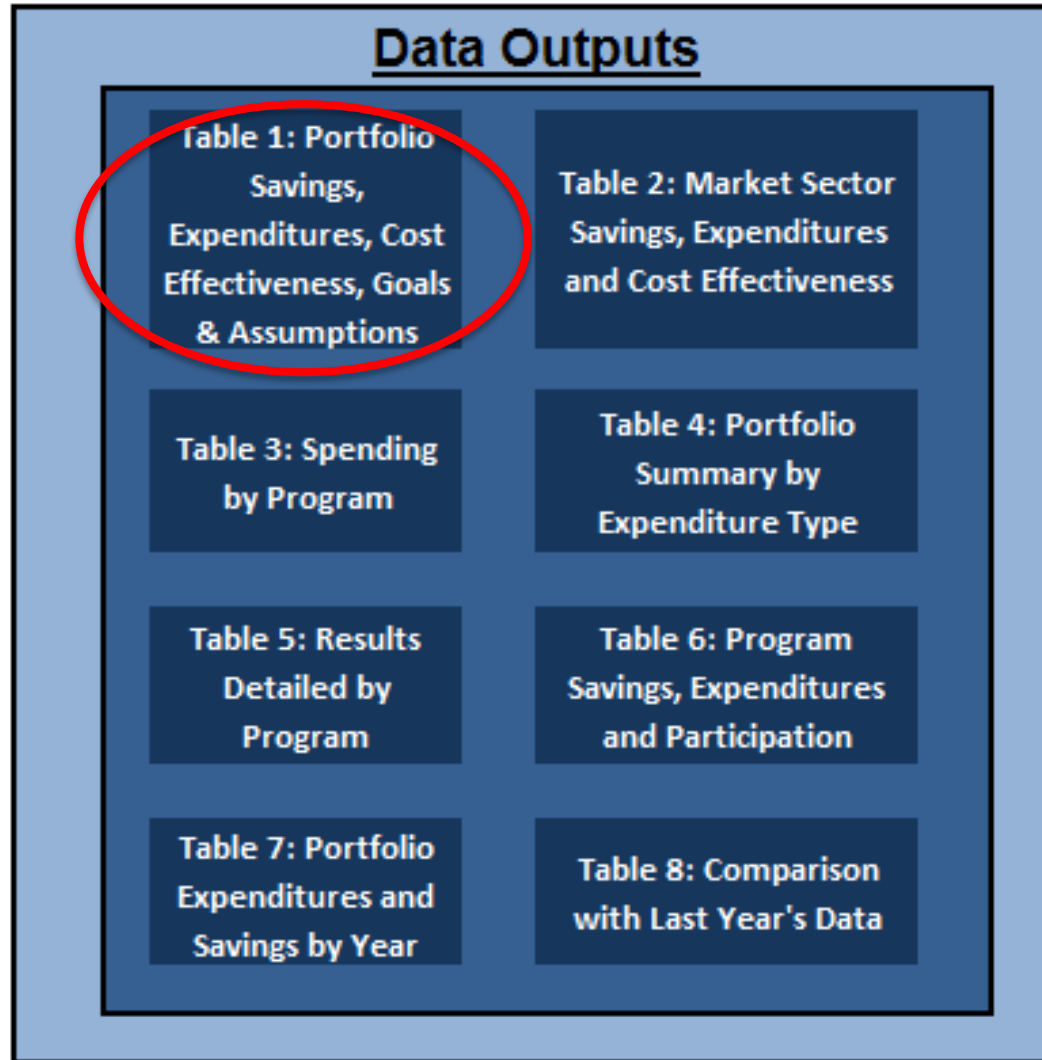 Data Outputs
Table 1: Portfolio
Savings,
Expenditures, Cost
Effectiveness, Goals
& Assumptions
Table 2: Market Sector
Savings, Expenditures
and Cost Effectiveness
Table 3: Spending
by Program
Table 4: Portfolio
Summary by
Expenditure Type
Table 5: Results
Detailed by
Program
Table 6: Program
Savings, Expenditures
and Participation
Table 7: Portfolio
Expenditures and
Savings by Year
Table 8: Comparison
with Last Year's Data